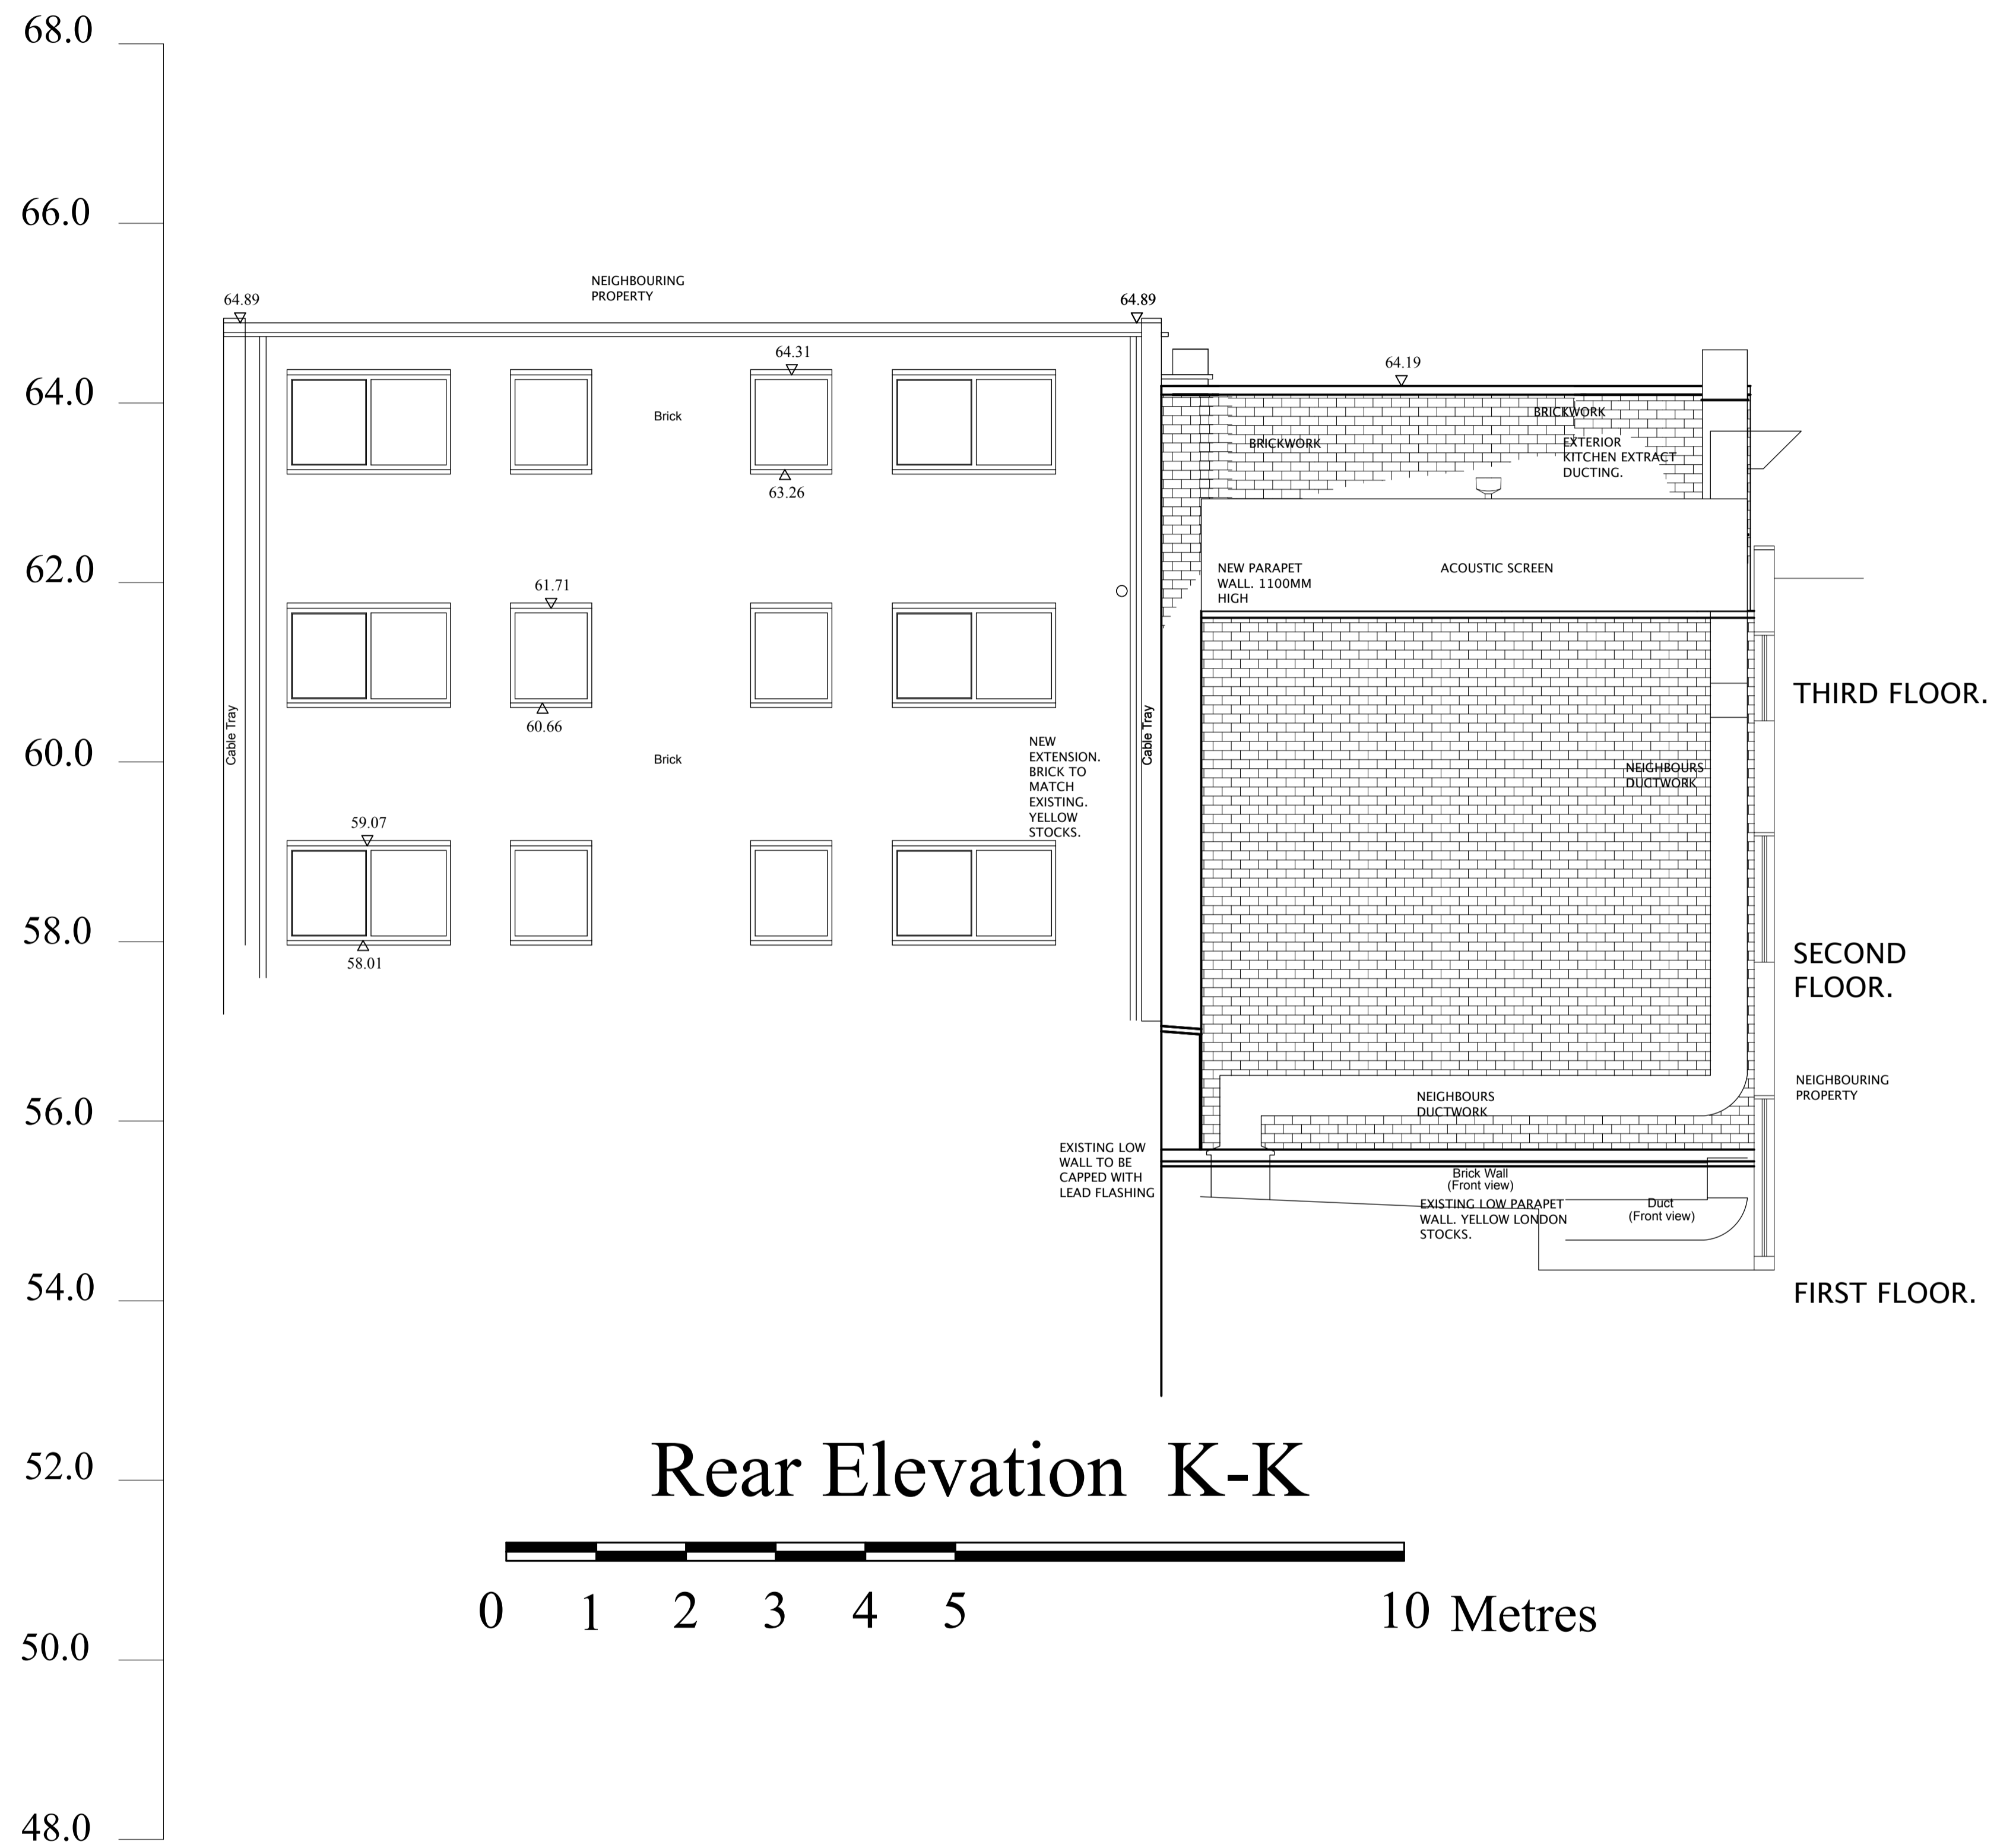 68.0
66.0
64.0
62.0
60.0
58.0
56.0
54.0
52.0
50.0
48.0
NEIGHBOURING
PROPERTY
64.89
64.89
64.31
63.26
Brick
61.71
60.66
Brick
59.07
58.01
Cable Tray
Cable Tray
NEW
EXTENSION.
BRICK TO
MATCH
EXISTING.
YELLOW
STOCKS.
64.19
BRICKWORK
BRICKWORK
EXTERIOR
KITCHEN EXTRACT
DUCTING.
NEW PARAPET
WALL. 1100MM
HIGH
ACOUSTIC SCREEN
THIRD FLOOR.
NEIGHBOURS
DUCTWORK
SECOND
FLOOR.
NEIGHBOURING
PROPERTY
NEIGHBOURS
DUCTWORK
EXISTING LOW
WALL TO BE
CAPPED WITH
LEAD FLASHING
Brick Wall
(Front view)
EXISTING LOW PARAPET
WALL. YELLOW LONDON
STOCKS.
Duct
(Front view)
FIRST FLOOR.
Rear Elevation K-K
0 1 2 3 4 5 10 Metres